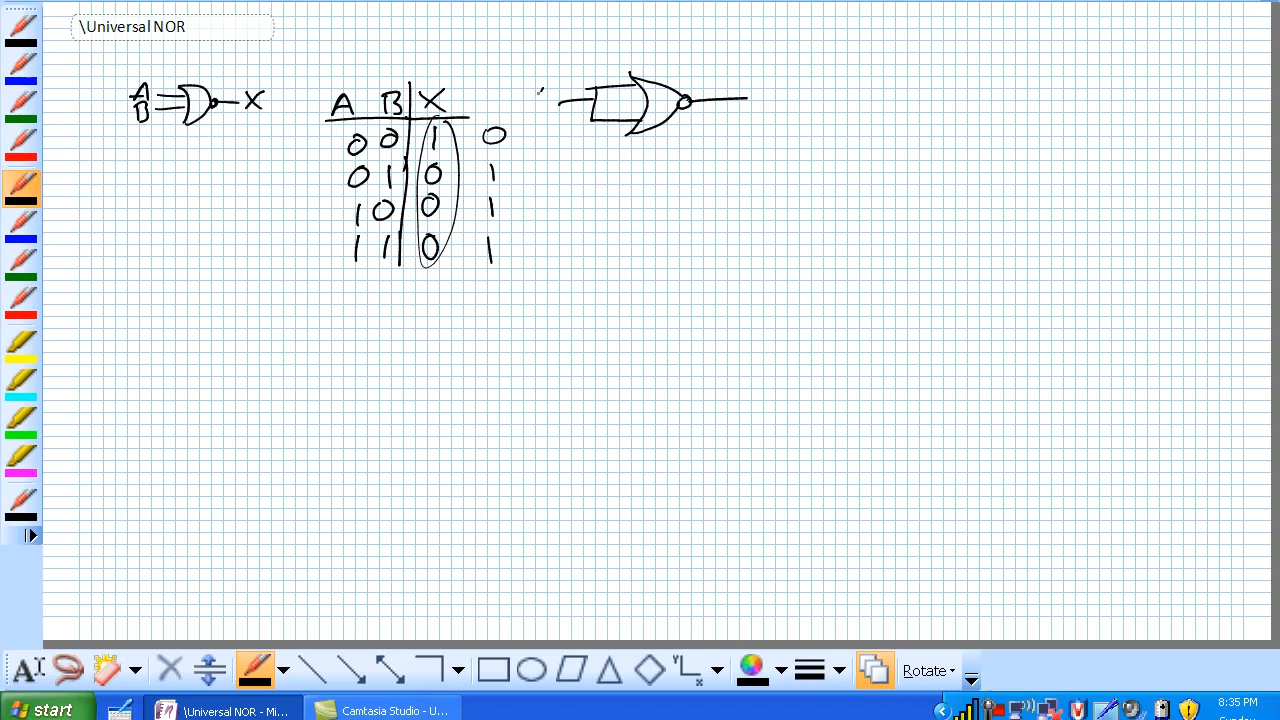 \Universal NOR
A
B
X
A B X
0 0 1 0
0 1 0 1
1 0 0 1
1 1 0 1
A
Rotate
start
\Universal NOR - Mi...
Camtasia Studio - U...
8:35 PM
Sunday